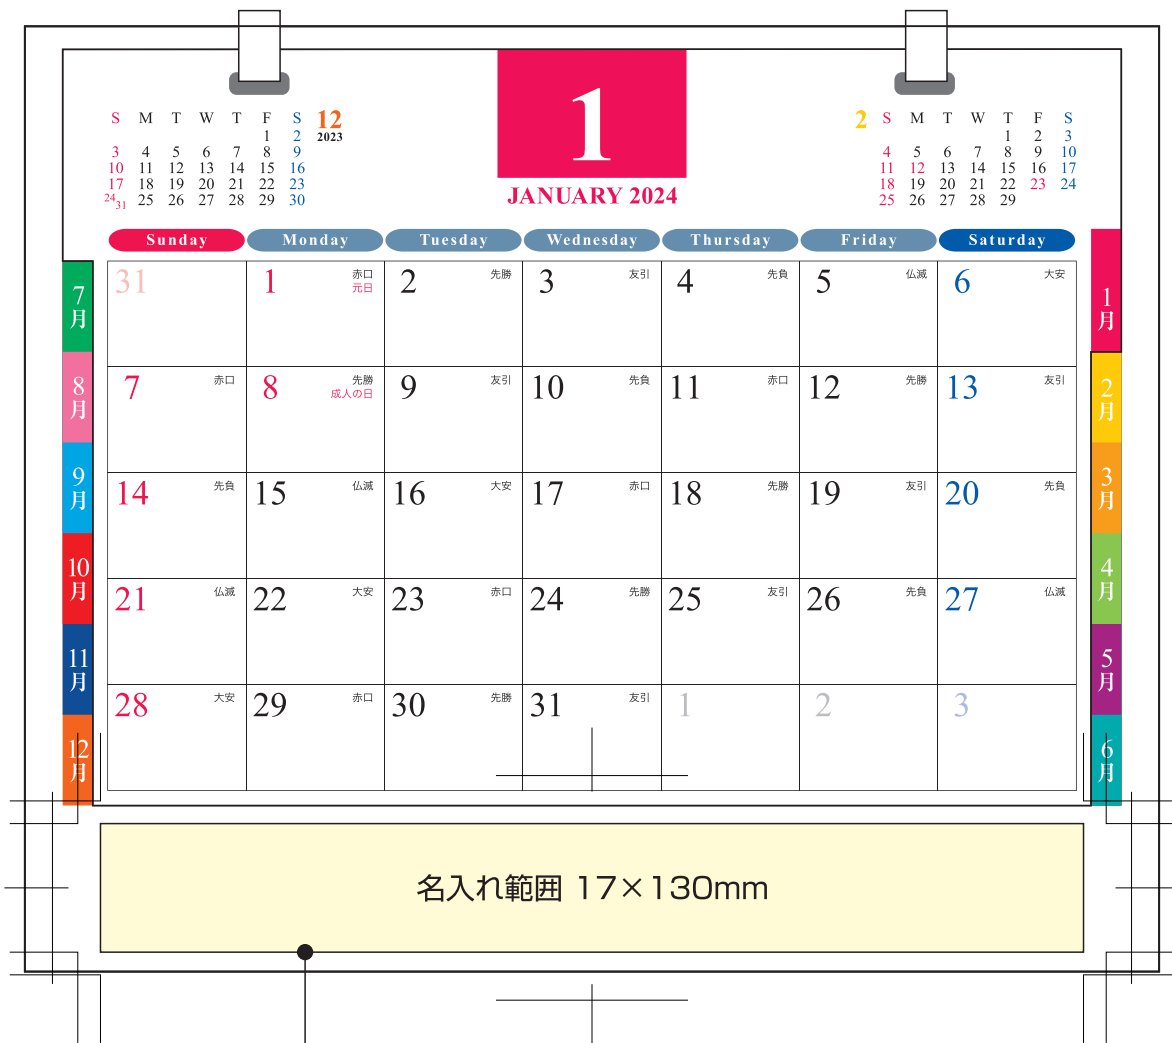 S M T W T F S 12
2023
1 2
3 4 5 6 7 8 9
10 11 12 13 14 15 16
17 18 19 20 21 22 23
24 31 25 26 27 28 29 30
1
JANUARY 2024
2 S M T W T F S
1 2 3
4 5 6 7 8 9 10
11 12 13 14 15 16 17
18 19 20 21 22 23 24
25 26 27 28 29
Sunday Monday Tuesday Wednesday Thursday Friday Saturday
31 1 赤口 2 先勝 3 友引 4 先負 5 仏滅 6 大安
元日
7 赤口 8 先勝 9 友引 10 先負 11 赤口 12 先勝 13 友引
成人の日
14 先負 15 仏滅 16 大安 17 赤口 18 先勝 19 友引 20 先負
21 仏滅 22 大安 23 赤口 24 先勝 25 友引 26 先負 27 仏滅
28 大安 29 赤口 30 先勝 31 友引 1 2 3
7月
8月
9月
10月
11月
12月
1月
2月
3月
4月
5月
6月
名入れ範囲 17×130mm